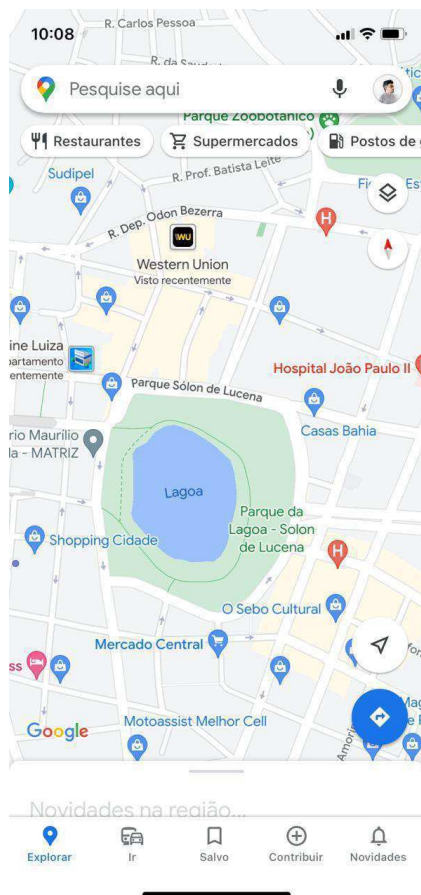 10:08
R. Carlos Pessoa
Pesquise aqui
Parque Zoobotânico
Restaurantes
Supermercados
Postos de
Sudipel
R. Prof. Batista Leite
R. Dep. Odon Bezerra
H
WU
Western Union
Visto recentemente
ine Luiza
partamento
entemente
Hospital João Paulo II
Parque Sólon de Lucena
rio Maurílio
la - MATRIZ
Casas Bahia
Lagoa
Parque da
Lagoa - Solon
de Lucena
Shopping Cidade
H
O Sebo Cultural
Mercado Central
ss
Google
Motoassist Melhor Cell
Novidades na região...
Explorar
Ir
Salvo
Contribuir
Novidades